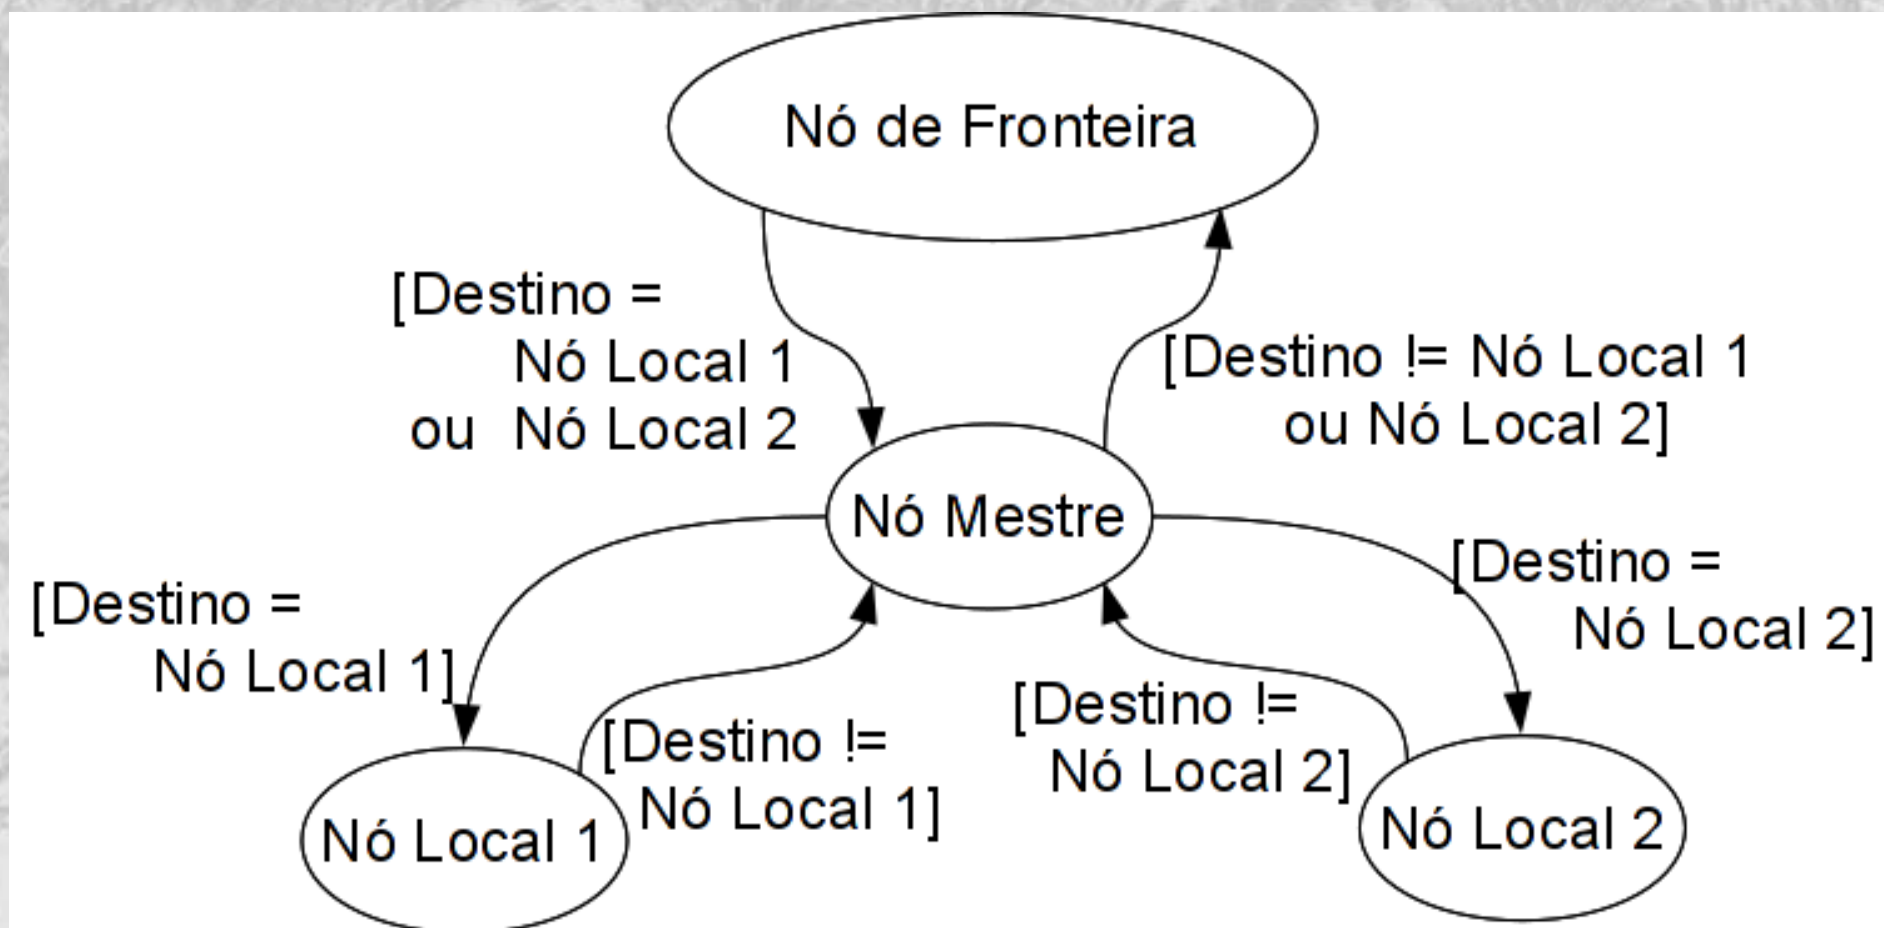 Nó de Fronteira
[Destino =
Nó Local 1
ou Nó Local 2
[Destino != Nó Local 1
ou Nó Local 2]
Nó Mestre
[Destino =
Nó Local 1]
[Destino =
Nó Local 2]
[Destino !=
Nó Local 1]
[Destino !=
Nó Local 2]
Nó Local 1
Nó Local 2